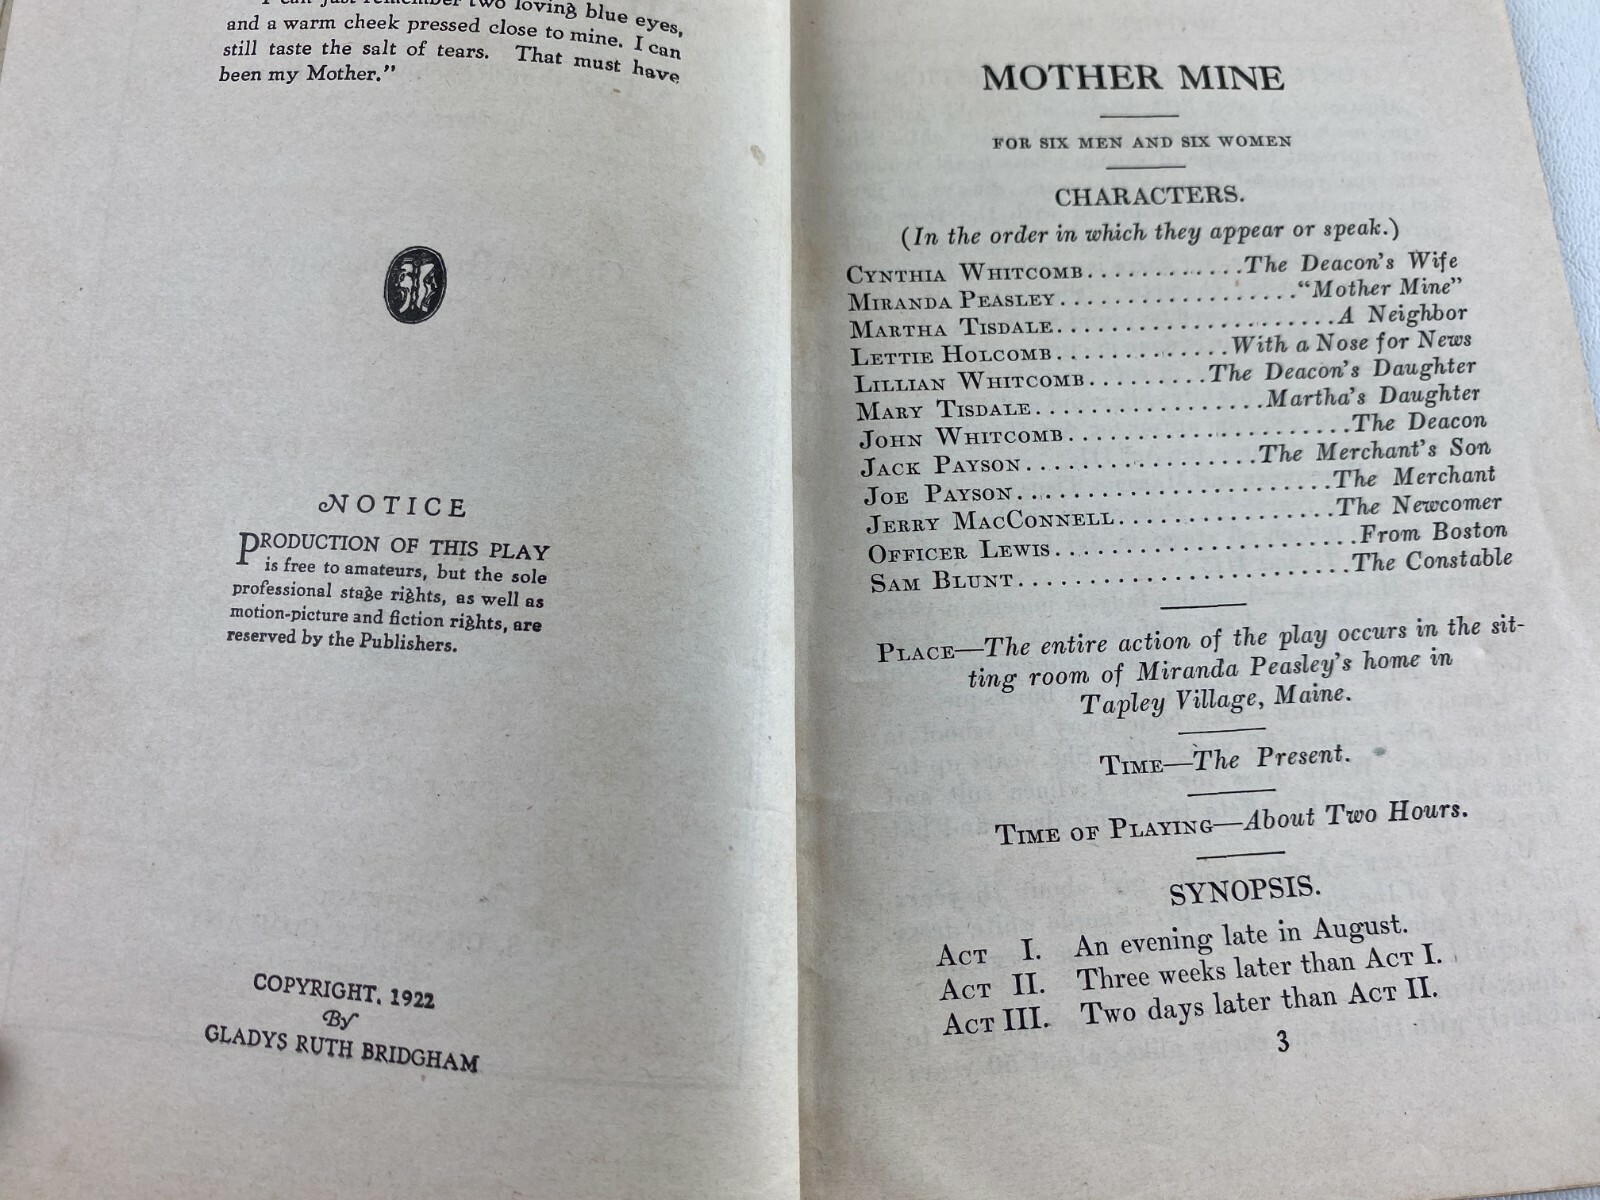 "I can just remember two loving blue eyes,
and a warm cheek pressed close to mine. I can
still taste the salt of tears. That must have
been my Mother."
NOTICE
PRODUCTION OF THIS PLAY
is free to amateurs, but the sole
professional stage rights, as well as
motion-picture and fiction rights, are
reserved by the Publishers.
COPYRIGHT, 1922
By
GLADYS RUTH BRIDGHAM
MOTHER MINE
FOR SIX MEN AND SIX WOMEN
CHARACTERS.
(In the order in which they appear or speak.)
CYNTHIA WHITCOMB............The Deacon's Wife
MIRANDA PEASLEY.................."Mother Mine"
MARTHA TISDALE.....................A Neighbor
LETTIE HOLCOMB.............With a Nose for News
LILLIAN WHITCOMB.........The Deacon's Daughter
MARY TISDALE.................Martha's Daughter
JOHN WHITCOMB.....................The Deacon
JACK PAYSON.................The Merchant's Son
JOE PAYSON.......................The Merchant
JERRY MACCONNELL................The Newcomer
OFFICER LEWIS......................From Boston
SAM BLUNT........................The Constable
PLACE—The entire action of the play occurs in the sit-
ting room of Miranda Peasley's home in
Tapley Village, Maine.
TIME—The Present.
TIME OF PLAYING—About Two Hours.
SYNOPSIS.
ACT I. An evening late in August.
ACT II. Three weeks later than ACT I.
ACT III. Two days later than ACT II.
3